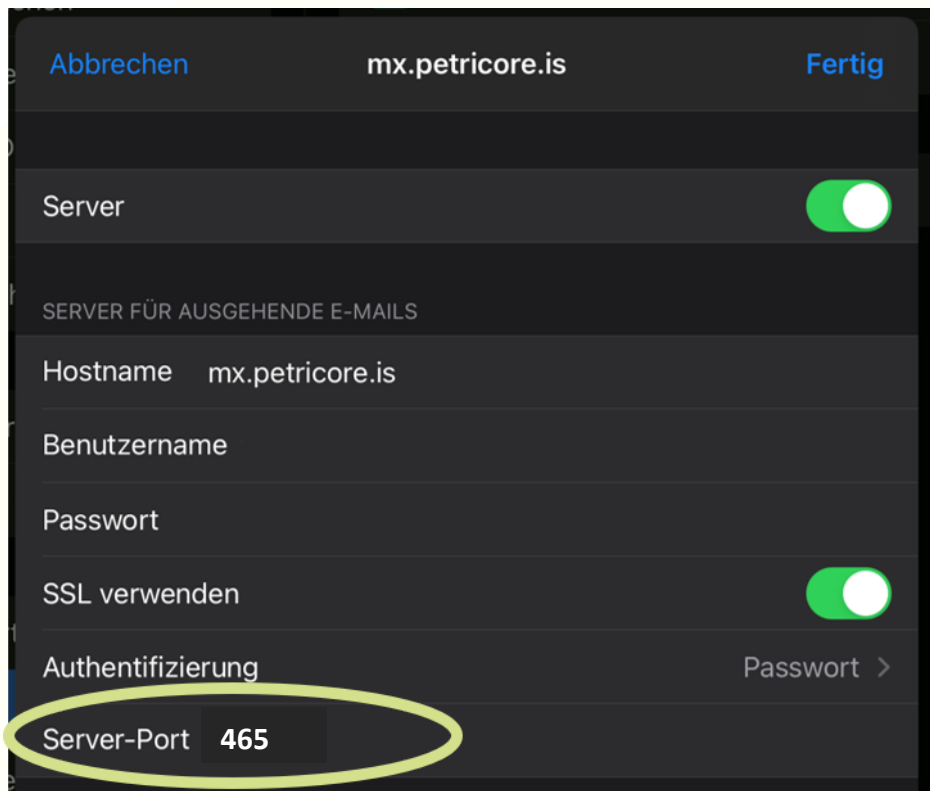 Abbrechen mx.petricore.is Fertig
Server
SERVER FÜR AUSGEHENDE E-MAILS
Hostname mx.petricore.is
Benutzername
Passwort
SSL verwenden
Authentifizierung Passwort >
Server-Port 465